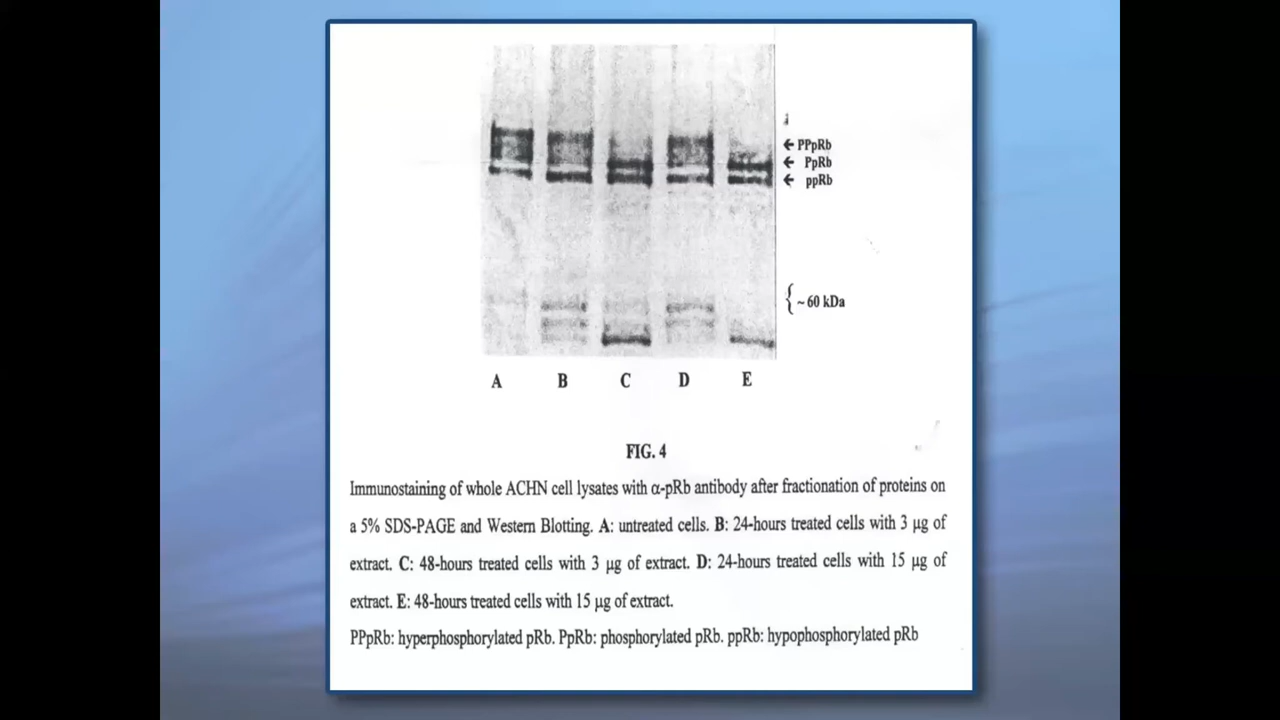 ← PPpRb
← PpRb
← ppRb
{ ~ 60 kDa
A B C D E
FIG. 4
Immunostaining of whole ACHN cell lysates with α-pRb antibody after fractionation of proteins on
a 5% SDS-PAGE and Western Blotting. A: untreated cells. B: 24-hours treated cells with 3 µg of
extract. C: 48-hours treated cells with 3 µg of extract. D: 24-hours treated cells with 15 µg of
extract. E: 48-hours treated cells with 15 µg of extract.
PPpRb: hyperphosphorylated pRb. PpRb: phosphorylated pRb. ppRb: hypophosphorylated pRb